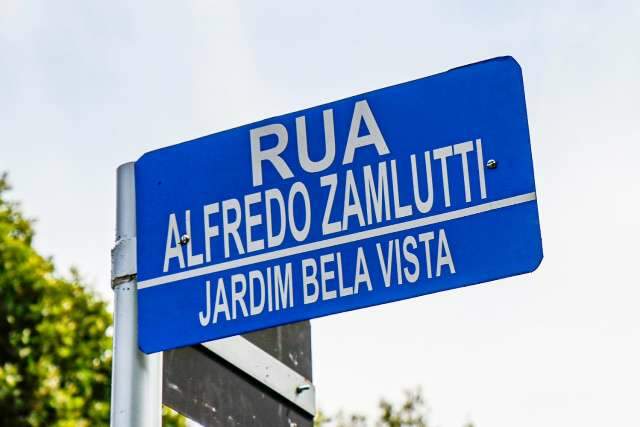 RUA
ALFREDO ZAMLUTTI
JARDIM BELA VISTA